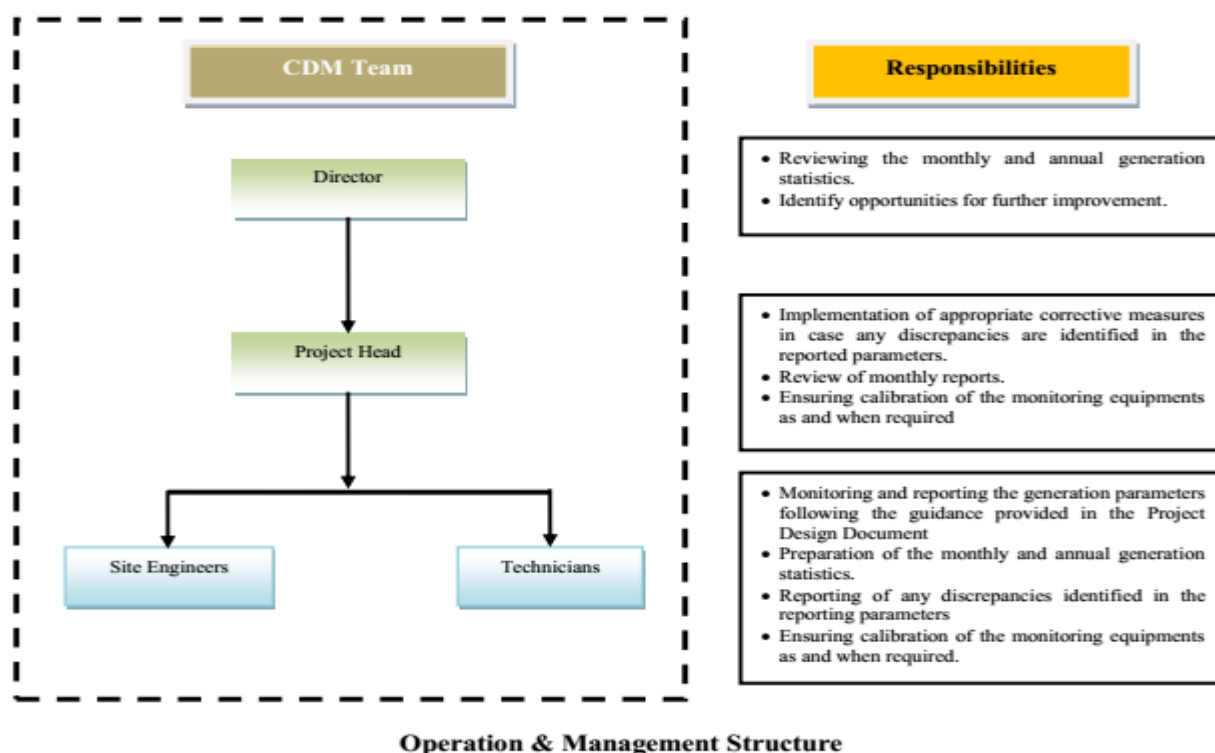 CDM Team
Responsibilities
Director
• Reviewing the monthly and annual generation
statistics.
• Identify opportunities for further improvement.
Project Head
• Implementation of appropriate corrective measures
in case any discrepancies are identified in the
reported parameters.
• Review of monthly reports.
• Ensuring calibration of the monitoring equipments
as and when required
Site Engineers
Technicians
• Monitoring and reporting the generation parameters
following the guidance provided in the Project
Design Document
• Preparation of the monthly and annual generation
statistics.
• Reporting of any discrepancies identified in the
reporting parameters
• Ensuring calibration of the monitoring equipments
as and when required.
Operation & Management Structure